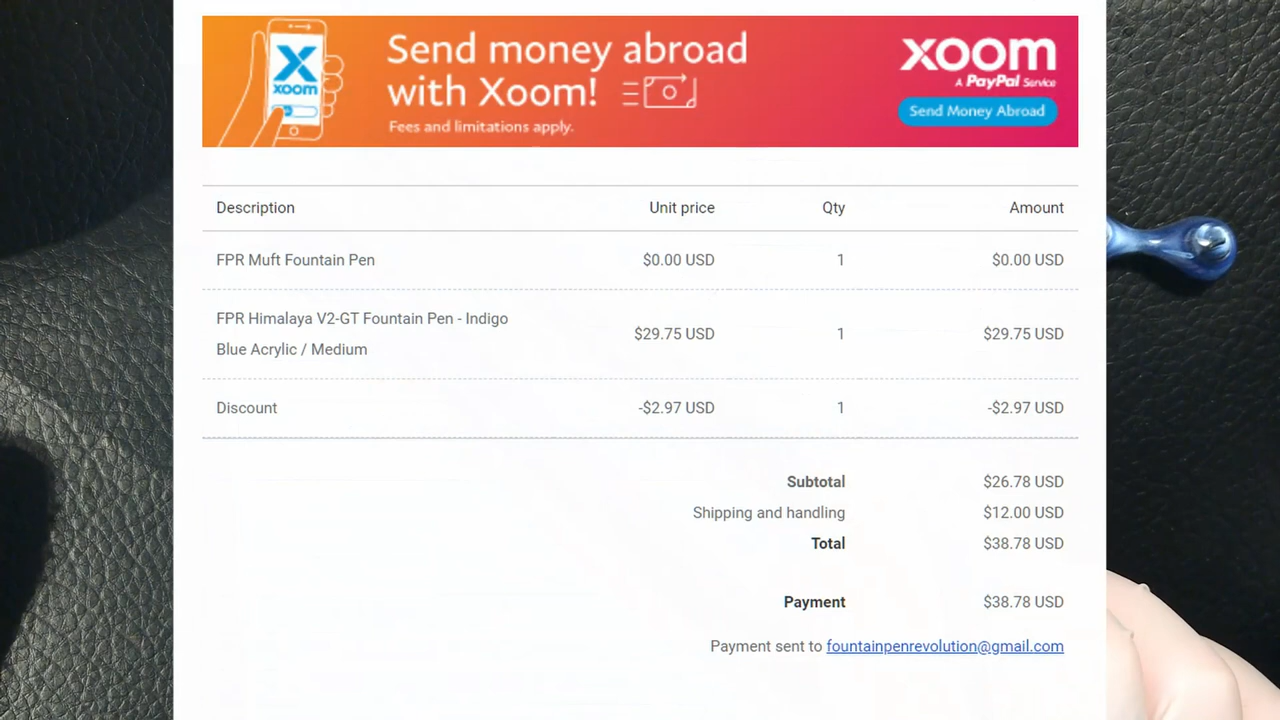 Send money abroad
with Xoom!
Fees and limitations apply.
X
xoom
xoom
A PayPal Service
Send Money Abroad
Description Unit price Qty Amount
FPR Muft Fountain Pen $0.00 USD 1 $0.00 USD
FPR Himalaya V2-GT Fountain Pen - Indigo
Blue Acrylic / Medium $29.75 USD 1 $29.75 USD
Discount -$2.97 USD 1 -$2.97 USD
Subtotal $26.78 USD
Shipping and handling $12.00 USD
Total $38.78 USD
Payment $38.78 USD
Payment sent to fountainpenrevolution@gmail.com